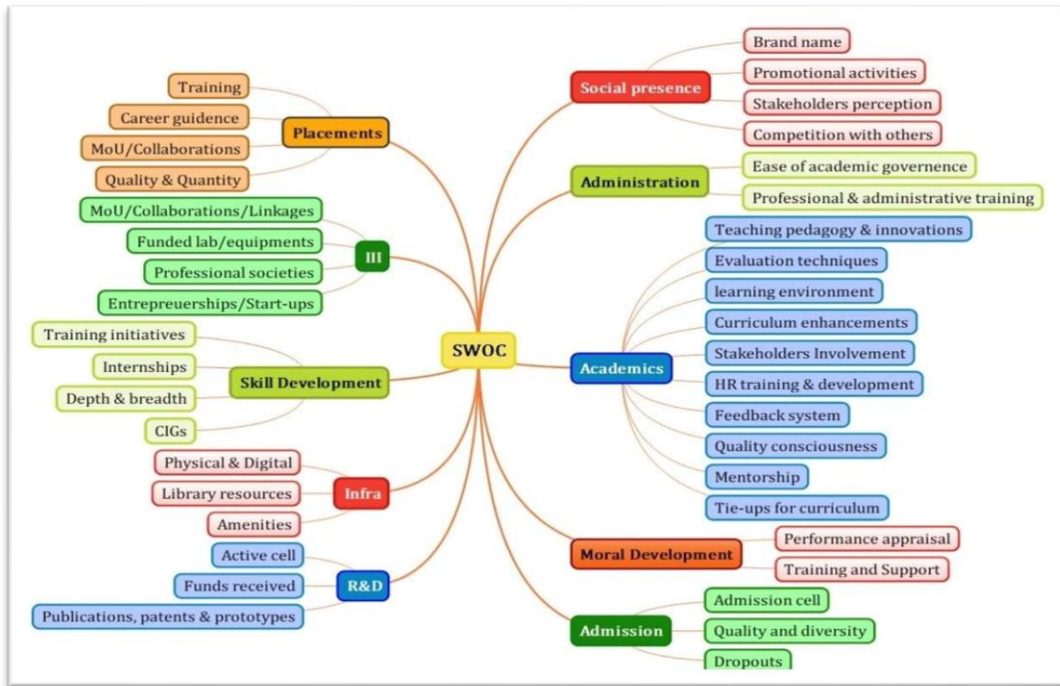 SWOC
Placements
Training
Career guidence
MoU/Collaborations
Quality & Quantity
III
MoU/Collaborations/Linkages
Funded lab/equipments
Professional societies
Entrepreuerships/Start-ups
Skill Development
Training initiatives
Internships
Depth & breadth
CIGs
Infra
Physical & Digital
Library resources
Amenities
R&D
Active cell
Funds received
Publications, patents & prototypes
Social presence
Brand name
Promotional activities
Stakeholders perception
Competition with others
Administration
Ease of academic governence
Professional & administrative training
Academics
Teaching pedagogy & innovations
Evaluation techniques
learning environment
Curriculum enhancements
Stakeholders Involvement
HR training & development
Feedback system
Quality consciousness
Mentorship
Tie-ups for curriculum
Moral Development
Performance appraisal
Training and Support
Admission
Admission cell
Quality and diversity
Dropouts